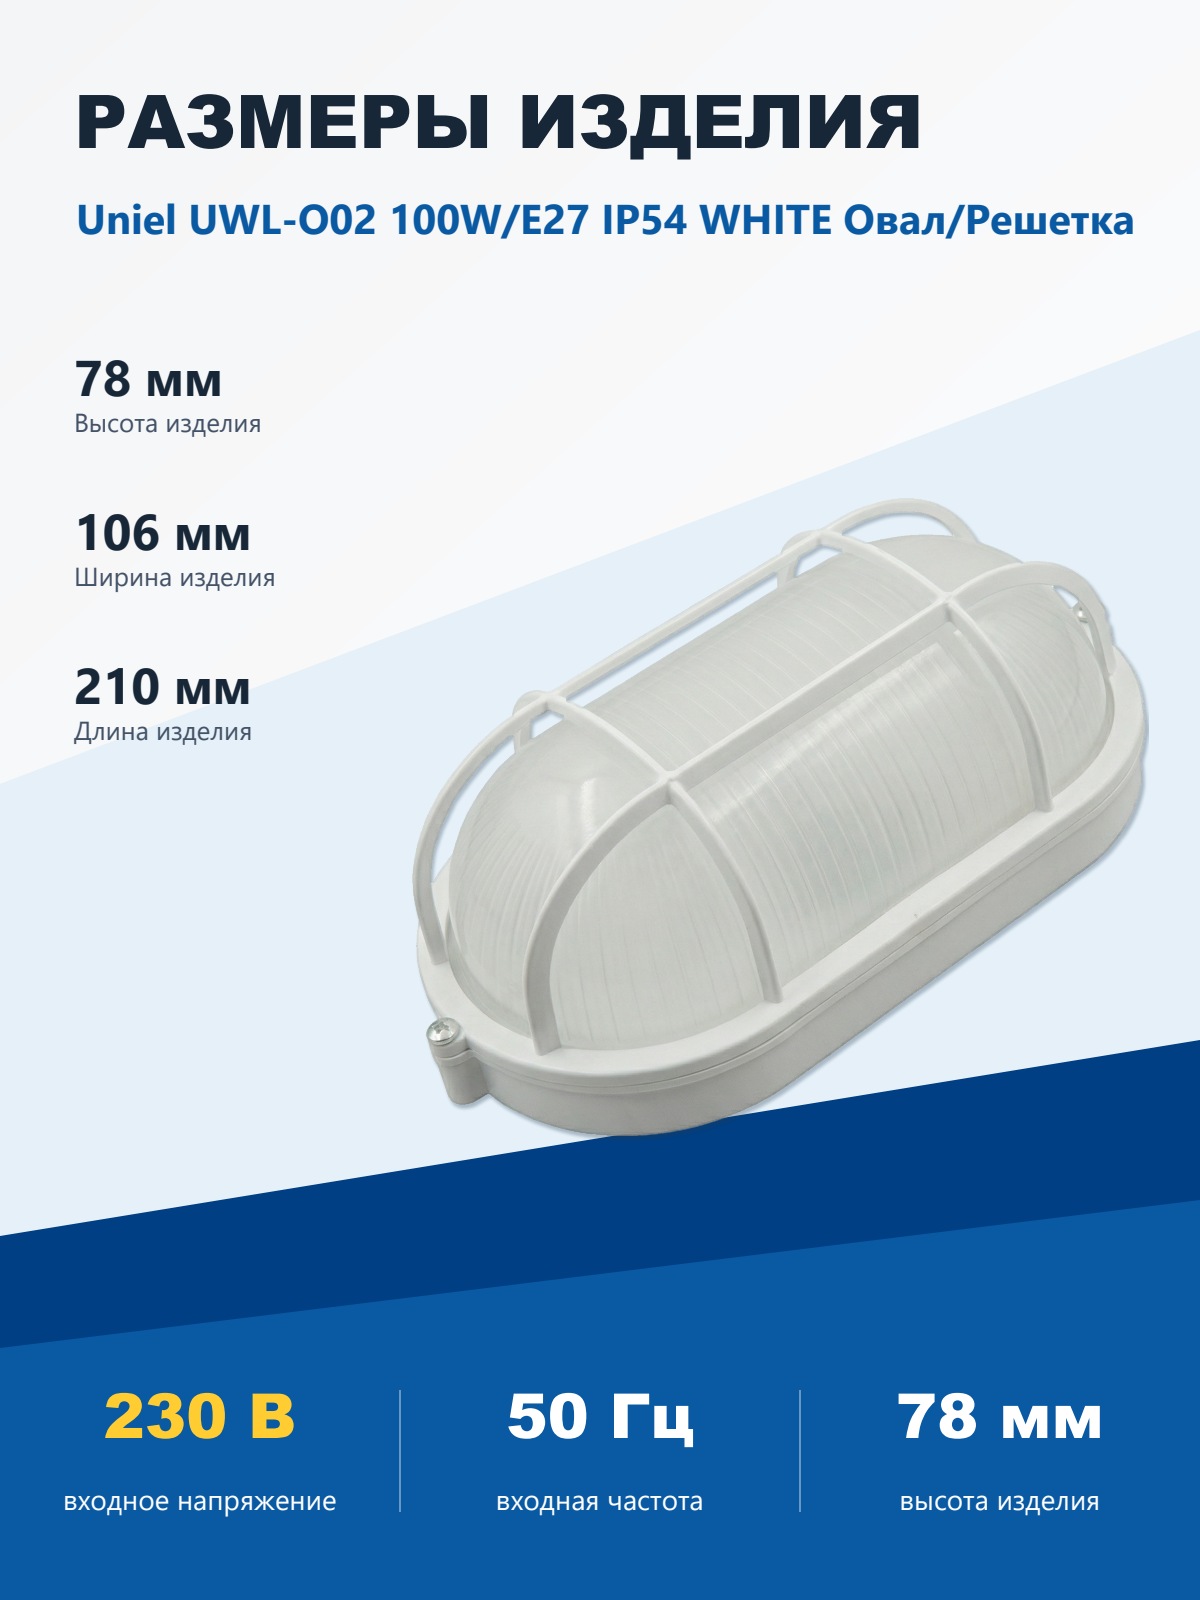 РАЗМЕРЫ ИЗДЕЛИЯ
Uniel UWL-O02 100W/E27 IP54 WHITE Овал/Решетка
78 мм
Высота изделия
106 мм
Ширина изделия
210 мм
Длина изделия
230 В
входное напряжение
50 Гц
входная частота
78 мм
высота изделия